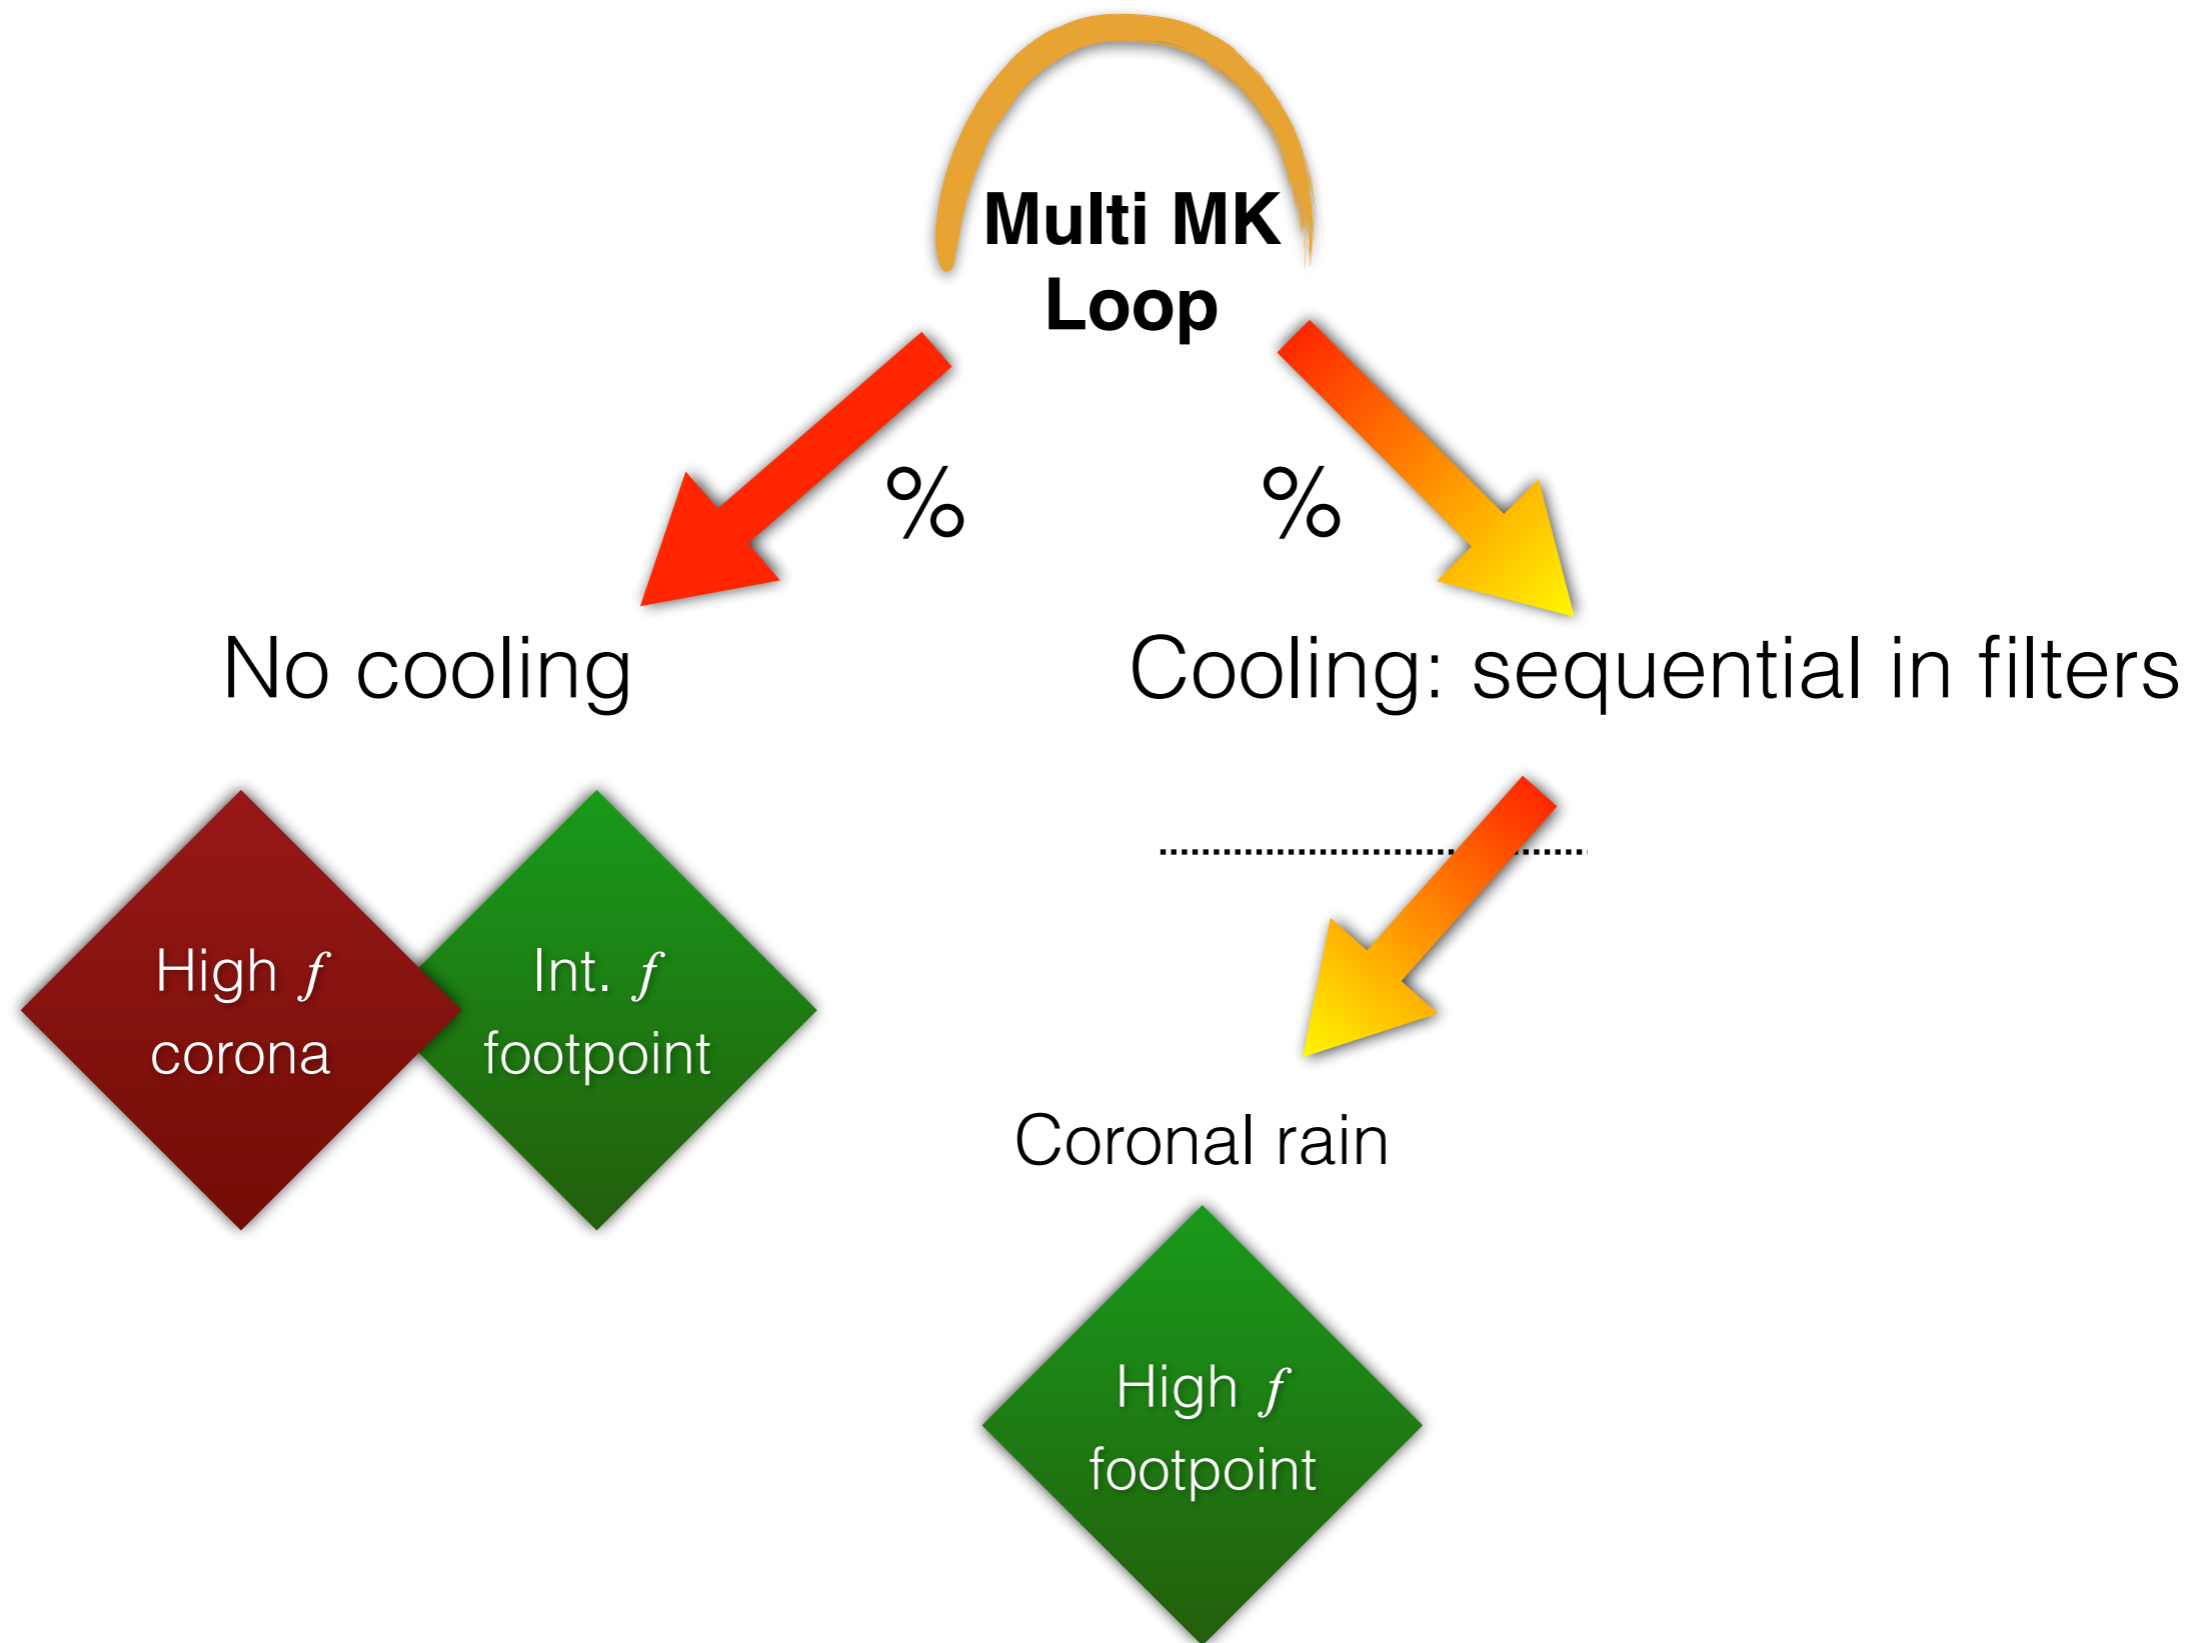 Multi MK
Loop
%
%
No cooling
Cooling: sequential in filters
High f
corona
Int. f
footpoint
Coronal rain
High f
footpoint